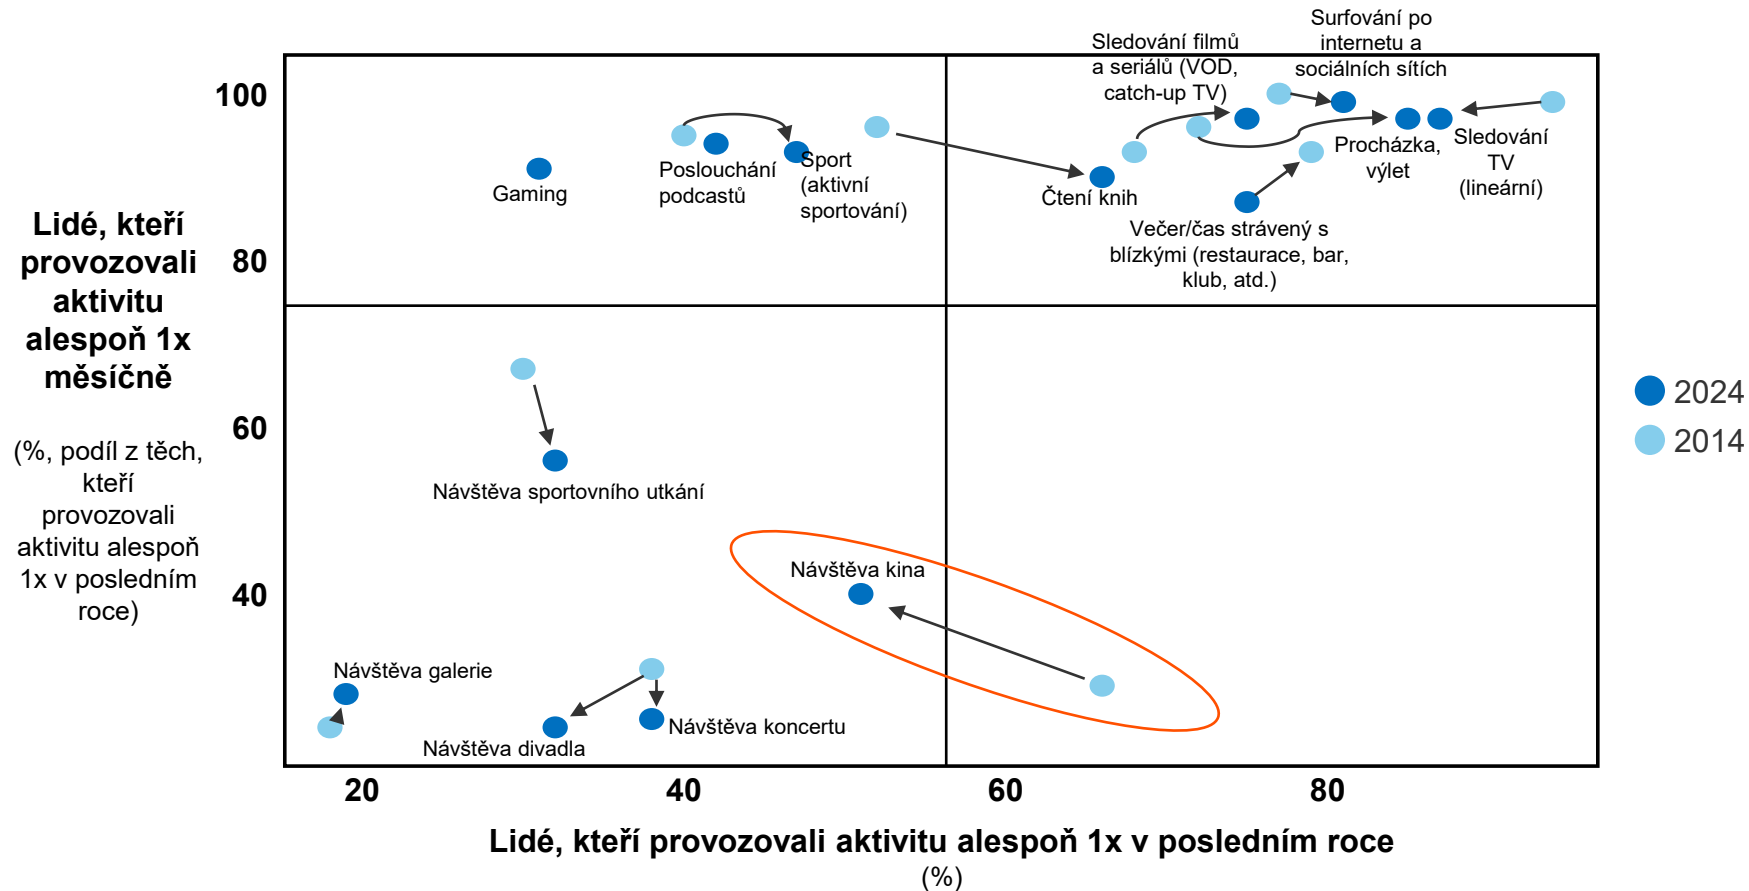 Surfování po
internetu a
sociálních sítích
Sledování filmů
a seriálů (VOD,
catch-up TV)
100
80
60
40
Lidé, kteří
provozovali
aktivitu
alespoň 1x
měsíčně
(%, podíl z těch,
kteří
provozovali
aktivitu alespoň
1x v posledním
roce)
Gaming
Poslouchání
podcastů
Sport
(aktivní
sportování)
Čtení knih
Procházka,
výlet
Sledování
TV
(lineární)
Večer/čas strávený s
blízkými (restaurace, bar,
klub, atd.)
2024
2014
Návštěva sportovního utkání
Návštěva kina
Návštěva galerie
Návštěva koncertu
Návštěva divadla
20
40
60
80
Lidé, kteří provozovali aktivitu alespoň 1x v posledním roce
(%)